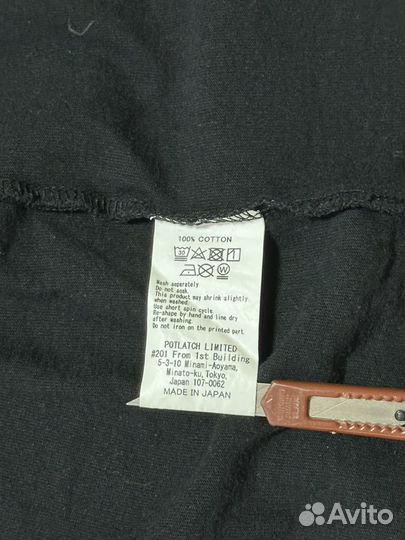 100% COTTON
30
W
Wash seperately
Do not soak.
This product may shrink slightly
when washed.
Use short spin cycle.
Re-shape by hand and line dry
after washing.
Do not iron on the printed part.
POTLATCH LIMITED
#201 From 1st Building
5-3-10 Minami-Aoyama,
Minato-ku, Tokyo,
Japan 107-0062
MADE IN JAPAN
Avito